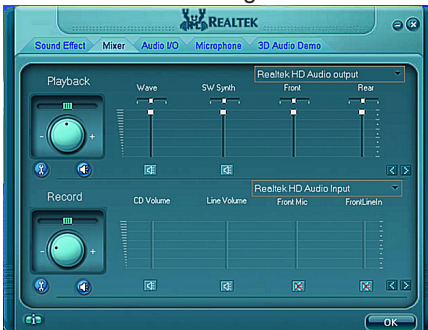 REALTEK
Sound Effect Mixer Audio I/O Microphone 3D Audio Demo
Playback
Realtek HD Audio output
Wave SW Synth Front Rear
- +
Record
Realtek HD Audio Input
CD Volume Line Volume Front Mic FrontLineIn
- +
OK